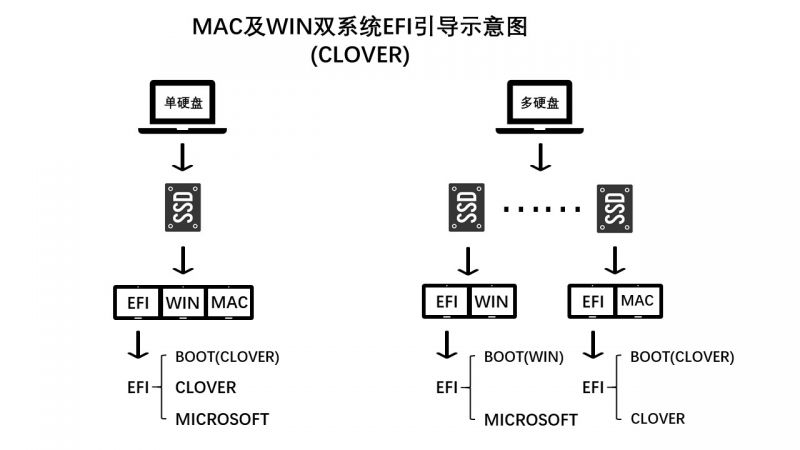 MAC及WIN双系统EFI引导示意图
(CLOVER)
单硬盘
多硬盘
SSD
SSD
SSD
EFI WIN MAC
EFI WIN
EFI MAC
BOOT(CLOVER)
EFI CLOVER
MICROSOFT
BOOT(WIN)
EFI
MICROSOFT
BOOT(CLOVER)
EFI
CLOVER